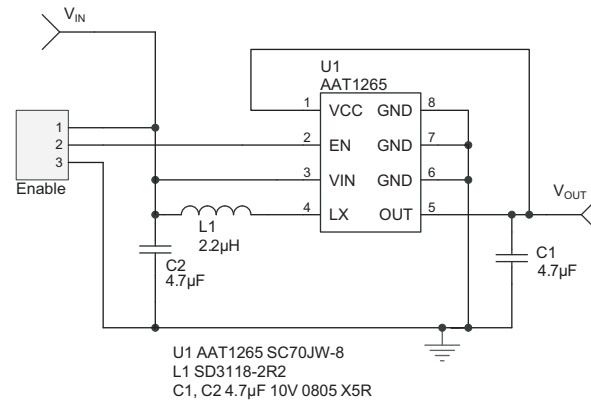 VIN
U1
AAT1265
1 VCC GND 8
1
2
3
Enable
2 EN GND 7
3 VIN GND 6
4 LX OUT 5
VOUT
L1
2.2µH
C2
4.7µF
C1
4.7µF
U1 AAT1265 SC70JW-8
L1 SD3118-2R2
C1, C2 4.7µF 10V 0805 X5R